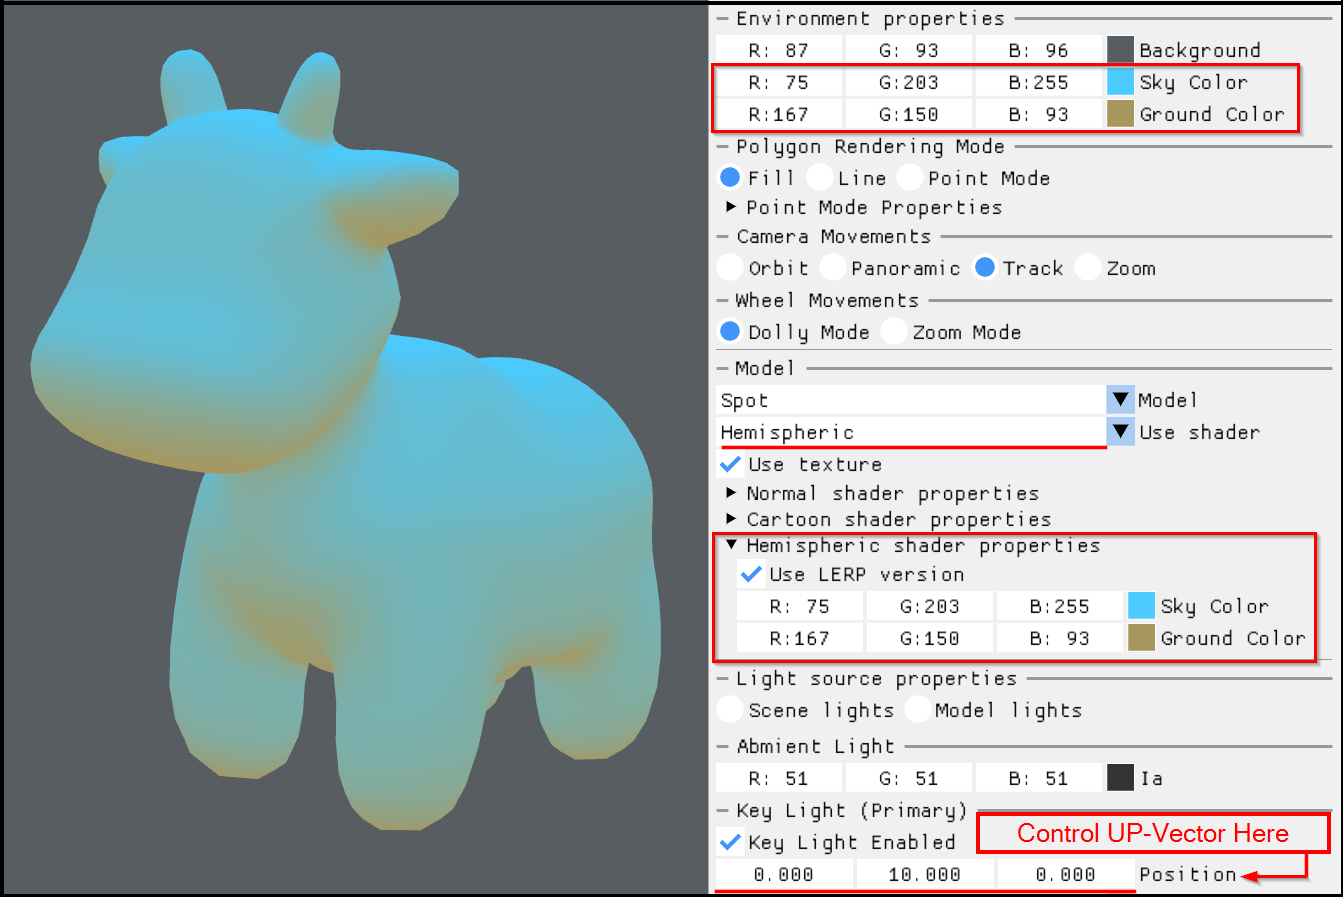 Environment properties
R: 87 G: 93 B: 96 Background
R: 75 G:203 B:255 Sky Color
R:167 G:150 B: 93 Ground Color
Polygon Rendering Mode
Fill Line Point Mode
Point Mode Properties
Camera Movements
Orbit Panoramic Track Zoom
Wheel Movements
Dolly Mode Zoom Mode
Model
Spot Model
Hemispheric Use shader
Use texture
Normal shader properties
Cartoon shader properties
Hemispheric shader properties
Use LERP version
R: 75 G:203 B:255 Sky Color
R:167 G:150 B: 93 Ground Color
Light source properties
Scene lights Model lights
Abmient Light
R: 51 G: 51 B: 51 Ia
Key Light (Primary)
Control UP-Vector Here
Key Light Enabled
0.000 10.000 0.000 Position